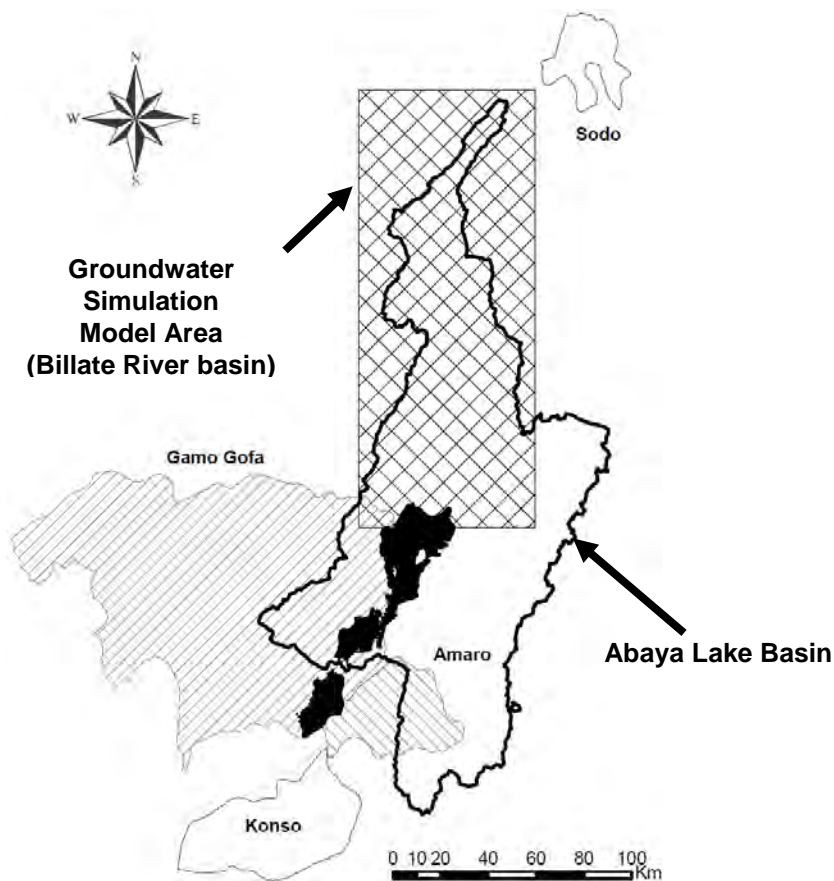 N
W
E
S
Sodo
Groundwater
Simulation
Model Area
(Billate River basin)
Gamo Gofa
Amaro
Abaya Lake Basin
Konso
0 10 20 40 60 80 100
Km